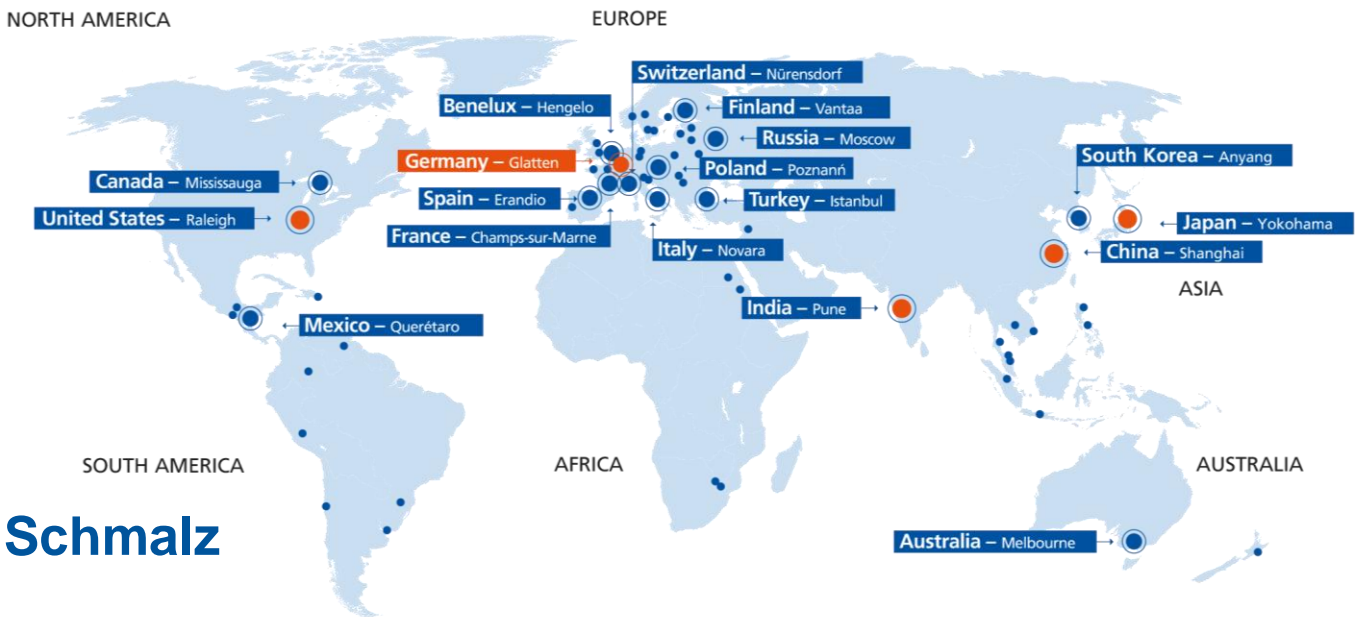 NORTH AMERICA
EUROPE
Switzerland – Nürensdorf
Benelux – Hengelo
Finland – Vantaa
Russia – Moscow
Germany – Glatten
South Korea – Anyang
Canada – Mississauga
Poland – Poznanń
Spain – Erandio
Turkey – Istanbul
United States – Raleigh
Japan – Yokohama
France – Champs-sur-Marne
Italy – Novara
China – Shanghai
ASIA
India – Pune
Mexico – Querétaro
SOUTH AMERICA
AFRICA
AUSTRALIA
Schmalz
Australia – Melbourne